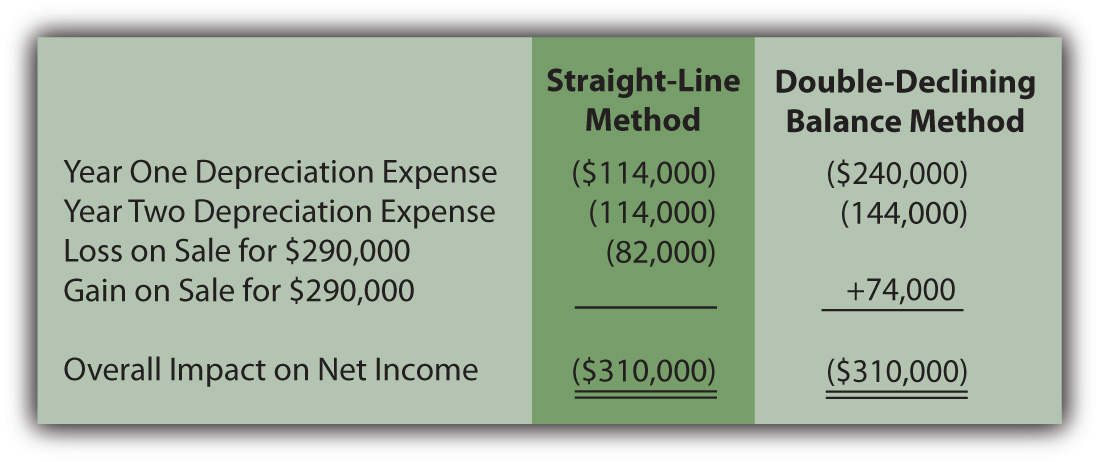 Straight-Line Double-Declining
Method Balance Method
Year One Depreciation Expense ($114,000) ($240,000)
Year Two Depreciation Expense (114,000) (144,000)
Loss on Sale for $290,000 (82,000)
Gain on Sale for $290,000 +74,000
Overall Impact on Net Income ($310,000) ($310,000)